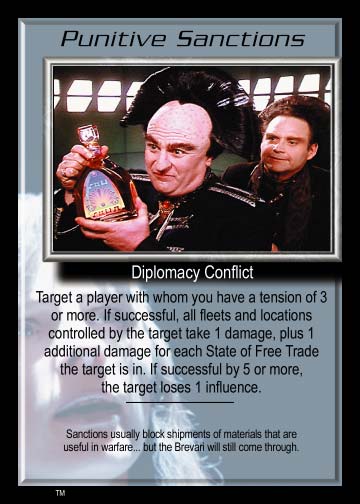 Punitive Sanctions
Diplomacy Conflict
Target a player with whom you have a tension of 3
or more. If successful, all fleets and locations
controlled by the target take 1 damage, plus 1
additional damage for each State of Free Trade
the target is in. If successful by 5 or more,
the target loses 1 influence.
Sanctions usually block shipments of materials that are
useful in warfare... but the Brevari will still come through.
TM